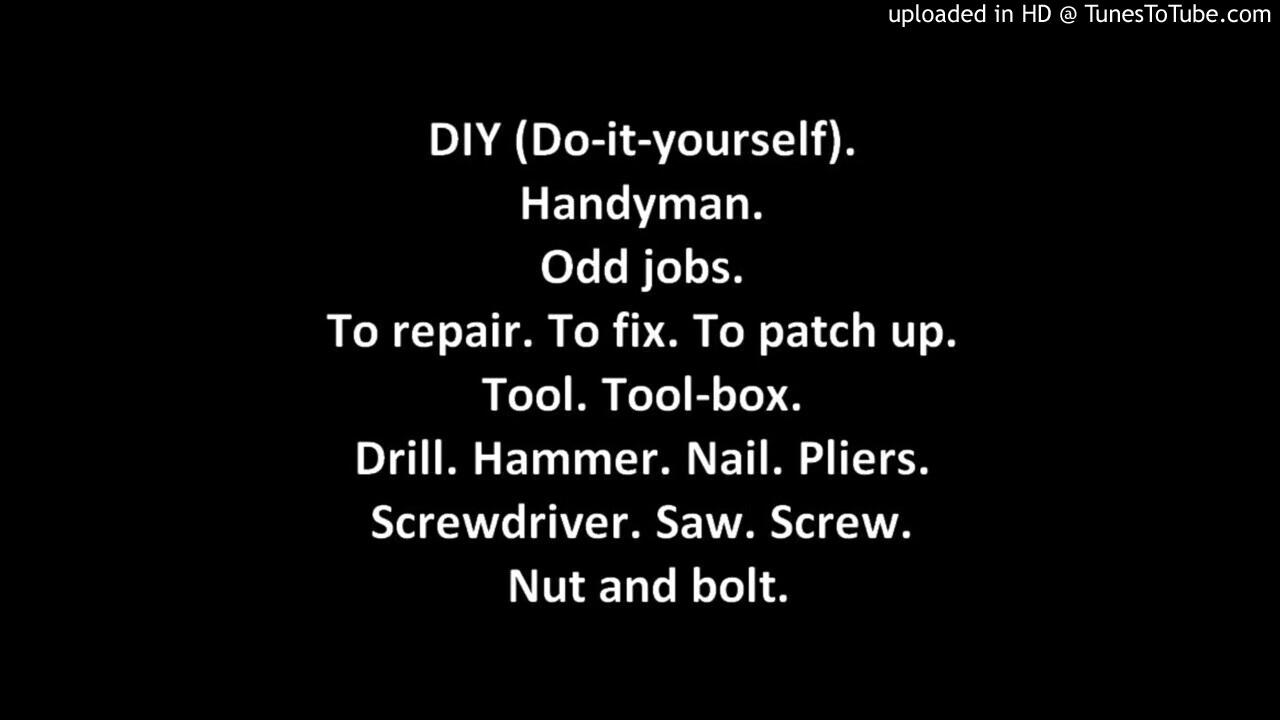 uploaded in HD @ TunesToTube.com
DIY (Do-it-yourself).
Handyman.
Odd jobs.
To repair. To fix. To patch up.
Tool. Tool-box.
Drill. Hammer. Nail. Pliers.
Screwdriver. Saw. Screw.
Nut and bolt.